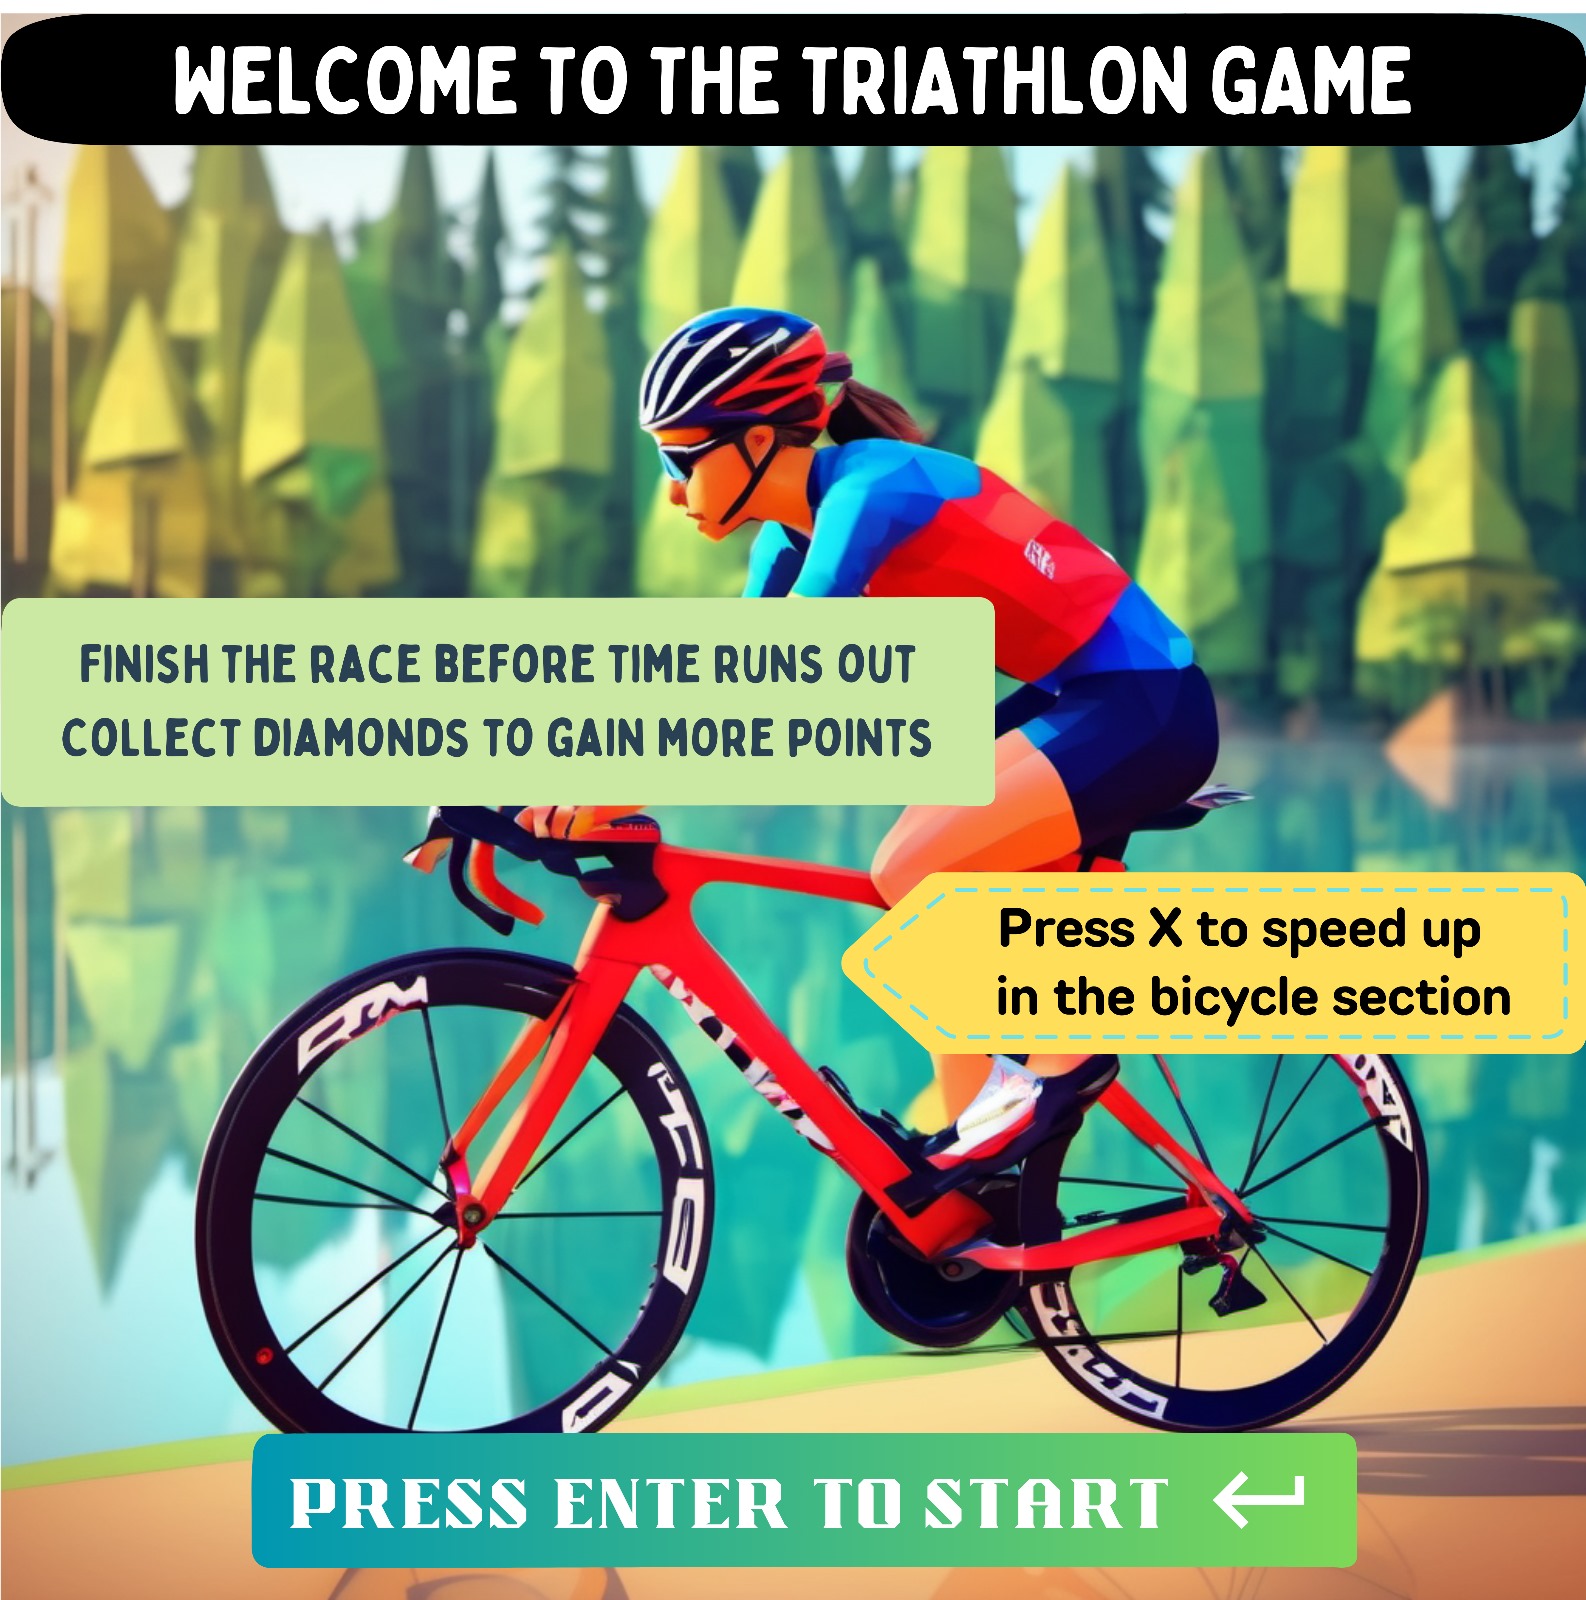 WELCOME TO THE TRIATHLON GAME
FINISH THE RACE BEFORE TIME RUNS OUT
COLLECT DIAMONDS TO GAIN MORE POINTS
Press X to speed up
in the bicycle section
PRESS ENTER TO START